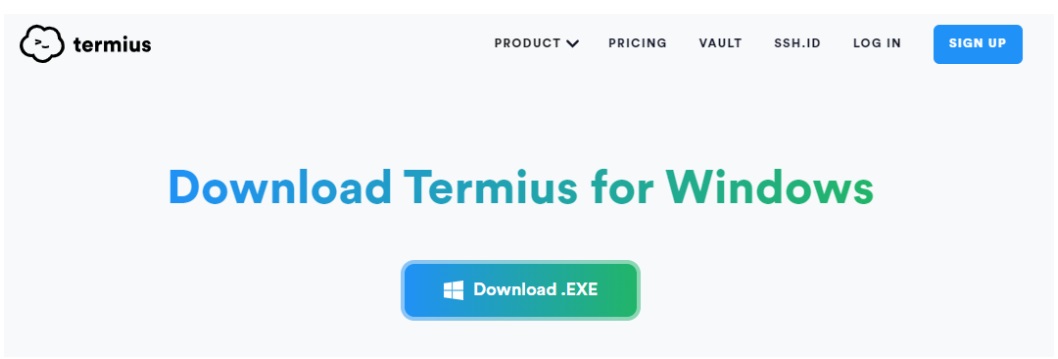 termius PRODUCT PRICING VAULT SSH.ID LOG IN SIGN UP
Download Termius for Windows
Download .EXE